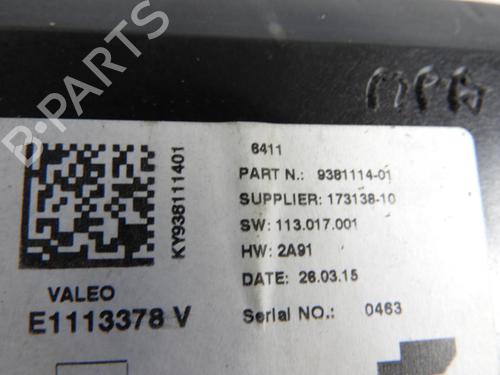 B-PARTS
6411
PART N.: 9381114-01
SUPPLIER: 173138-10
SW: 113.017.001
HW: 2A91
DATE: 26.03.15
Serial NO.: 0463
KY938111401
VALEO
E1113378 V